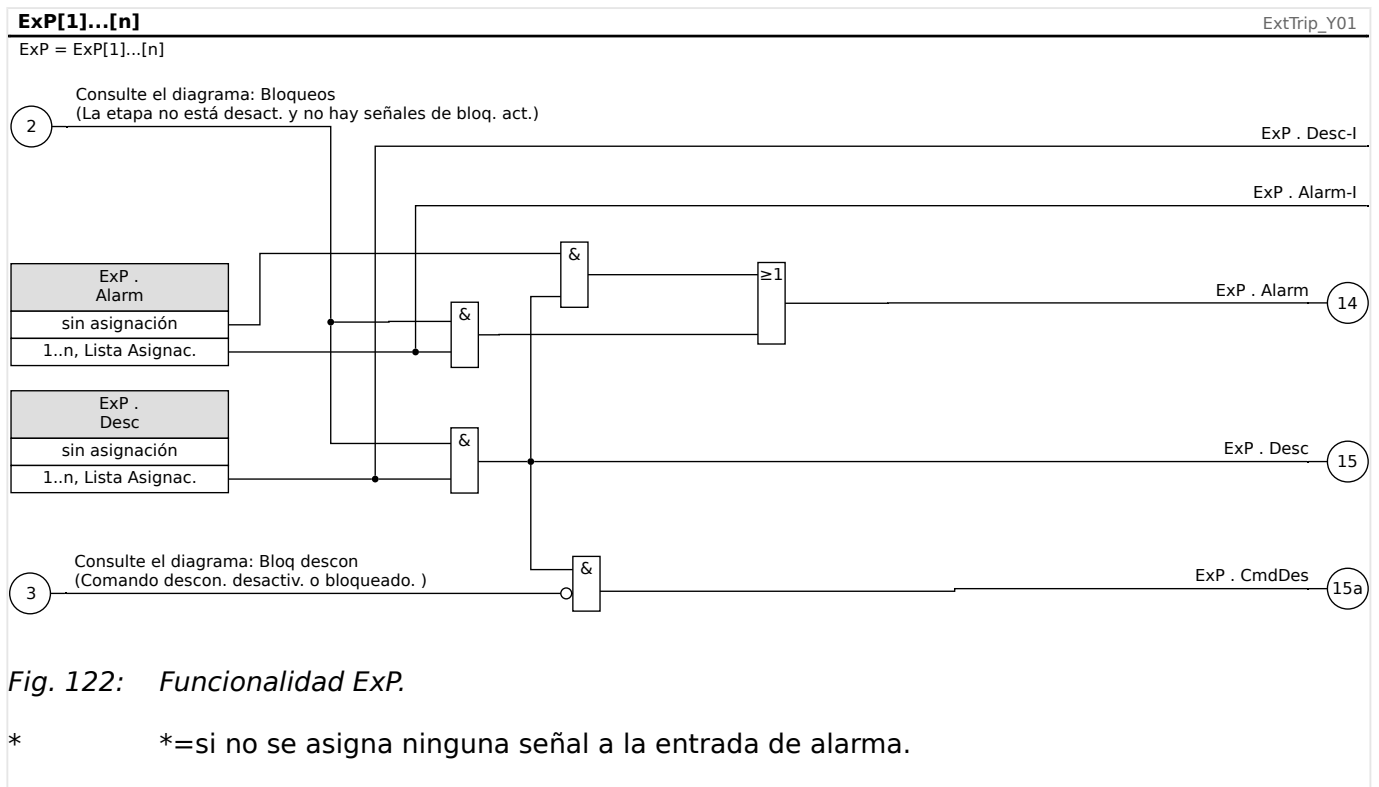 ExP[1]...[n]
ExtTrip_Y01
ExP = ExP[1]...[n]
Consulte el diagrama: Bloqueos
(La etapa no está desact. y no hay señales de bloq. act.)
2
ExP . Desc-I
ExP . Alarm-I
&
≥1
ExP .
Alarm
sin asignación
1..n, Lista Asignac.
&
ExP . Alarm
14
ExP .
Desc
sin asignación
1..n, Lista Asignac.
&
ExP . Desc
15
Consulte el diagrama: Bloq descon
(Comando descon. desactiv. o bloqueado. )
3
&
ExP . CmdDes
15a
Fig. 122: Funcionalidad ExP.
* *=si no se asigna ninguna señal a la entrada de alarma.